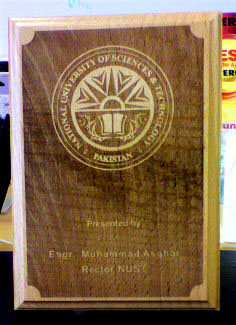 NATIONAL UNIVERSITY OF SCIENCES & TECHNOLOGY
PAKISTAN
Presented by
Engr. Muhammad Asghar
Rector NUST